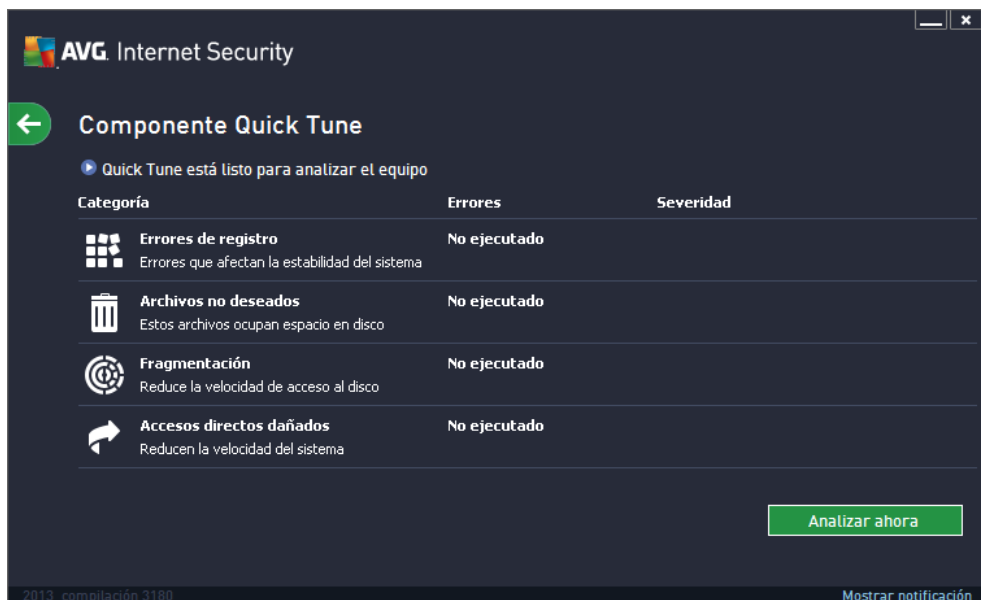 AVG. Internet Security
Componente Quick Tune
Quick Tune está listo para analizar el equipo
Categoría Errores Severidad
Errores de registro No ejecutado
Errores que afectan la estabilidad del sistema
Archivos no deseados No ejecutado
Estos archivos ocupan espacio en disco
Fragmentación No ejecutado
Reduce la velocidad de acceso al disco
Accesos directos dañados No ejecutado
Reducen la velocidad del sistema
Analizar ahora
2013 compilación 3180 Mostrar notificación